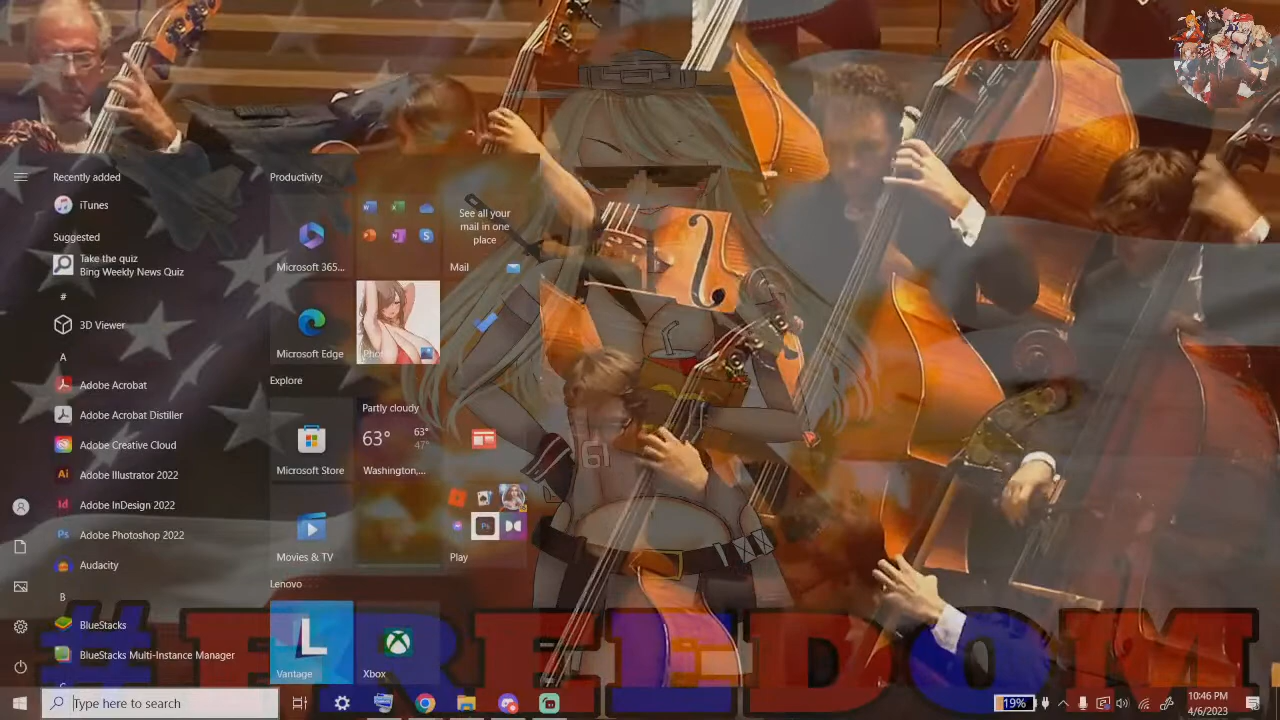 Recently added
iTunes
Suggested
Take the quiz
Bing Weekly News Quiz
#
3D Viewer
A
Adobe Acrobat
Adobe Acrobat Distiller
Adobe Creative Cloud
Adobe Illustrator 2022
Adobe InDesign 2022
Adobe Photoshop 2022
Audacity
B
BlueStacks
BlueStacks Multi-Instance Manager
Productivity
Microsoft 365...
See all your
mail in one
place
Mail
Microsoft Edge
Photos
Explore
Microsoft Store
Partly cloudy
63° 63°
47°
Washington,...
Movies & TV
Play
Lenovo
L
Vantage
Xbox
161
#FREEDOM
Type here to search
19%
10:46 PM
4/6/2023